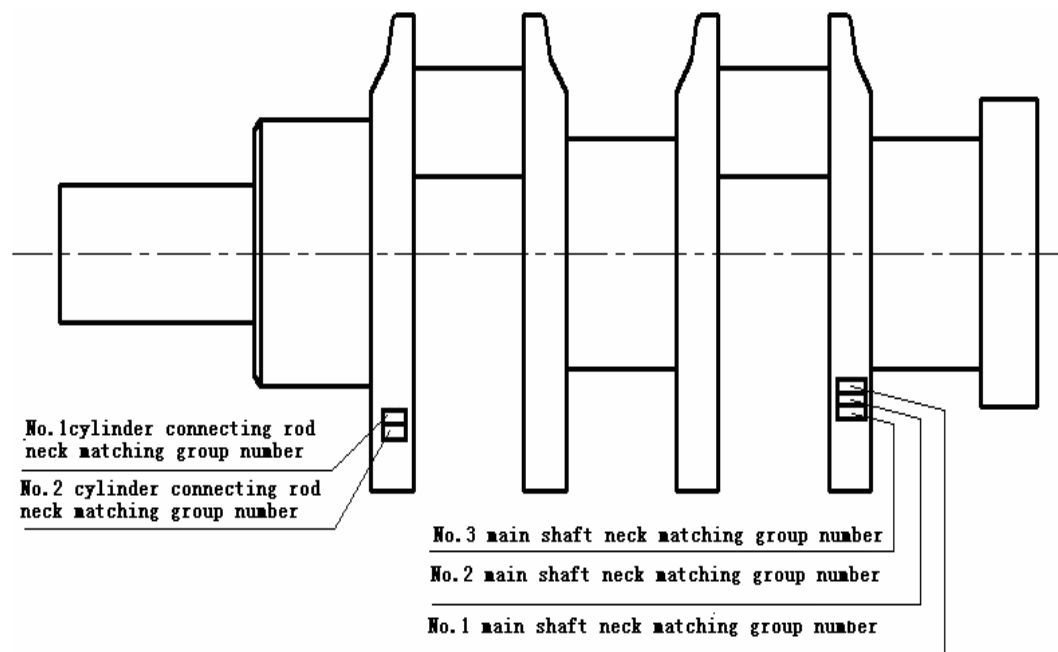 No.1cylinder connecting rod
neck matching group number
No.2 cylinder connecting rod
neck matching group number
No.3 main shaft neck matching group number
No.2 main shaft neck matching group number
No.1 main shaft neck matching group number